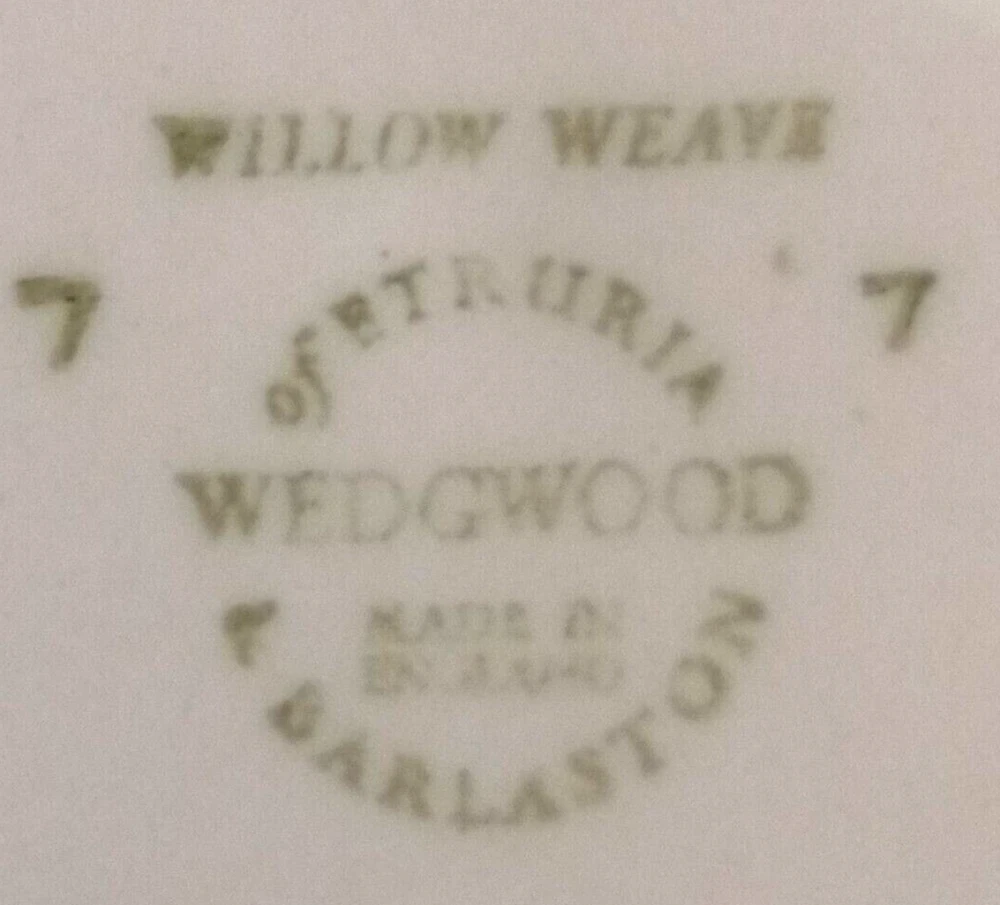 WILLOW WEAVE
7 7
of ETRURIA
WEDGWOOD
MADE IN
ENGLAND
& BARLASTON